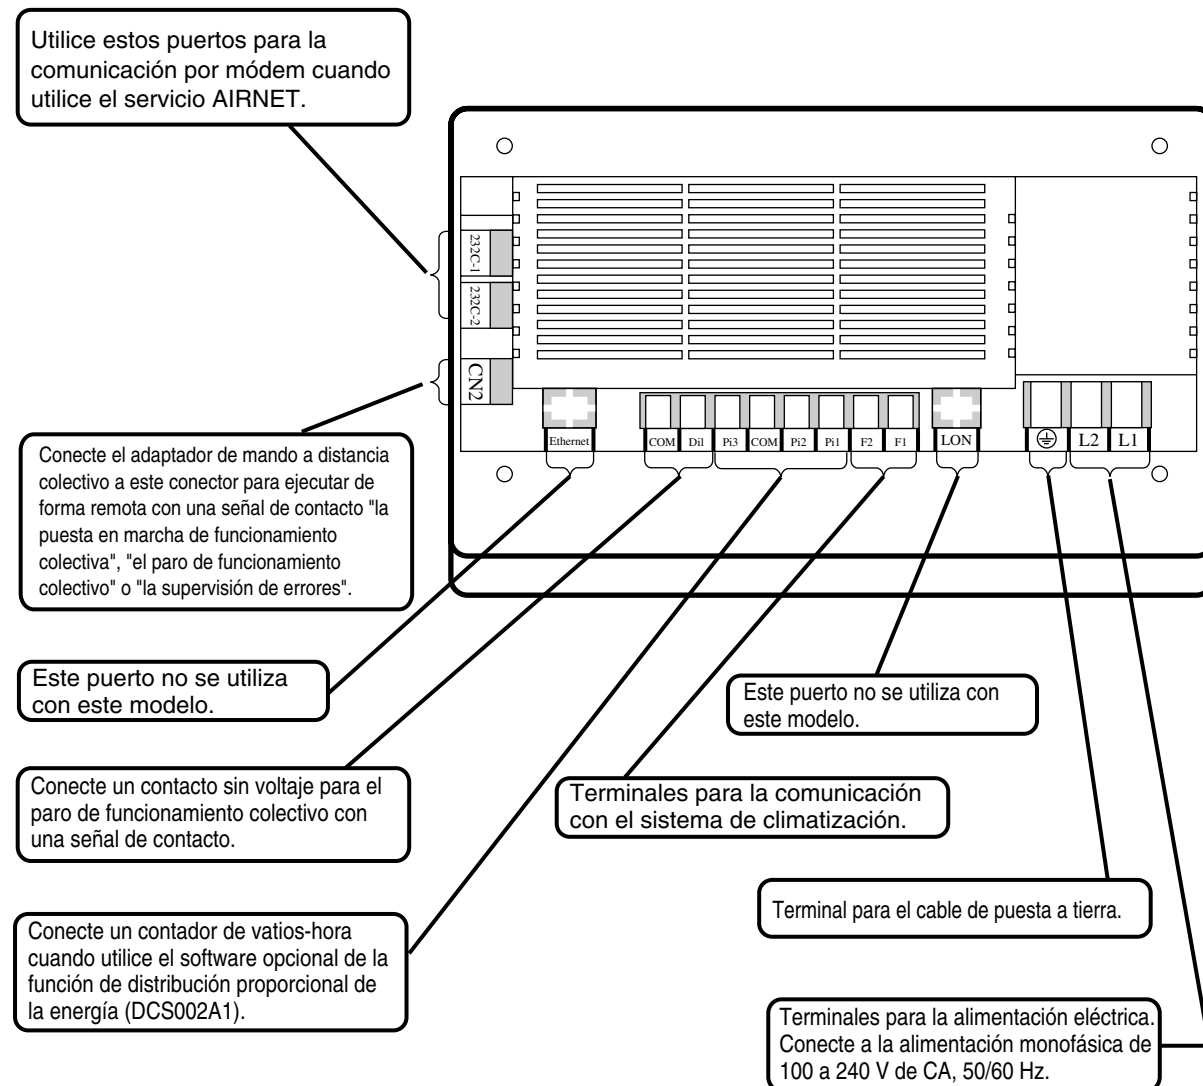 Utilice estos puertos para la
comunicación por módem cuando
utilice el servicio AIRNET.
232C-1
232C-2
CN2
Ethernet
COM
Di1
Pi3
COM
Pi2
Pi1
F2
F1
LON
L2
L1
Conecte el adaptador de mando a distancia
colectivo a este conector para ejecutar de
forma remota con una señal de contacto "la
puesta en marcha de funcionamiento
colectiva", "el paro de funcionamiento
colectivo" o "la supervisión de errores".
Este puerto no se utiliza
con este modelo.
Este puerto no se utiliza con
este modelo.
Conecte un contacto sin voltaje para el
paro de funcionamiento colectivo con
una señal de contacto.
Terminales para la comunicación
con el sistema de climatización.
Terminal para el cable de puesta a tierra.
Conecte un contador de vatios-hora
cuando utilice el software opcional de la
función de distribución proporcional de
la energía (DCS002A1).
Terminales para la alimentación eléctrica.
Conecte a la alimentación monofásica de
100 a 240 V de CA, 50/60 Hz.